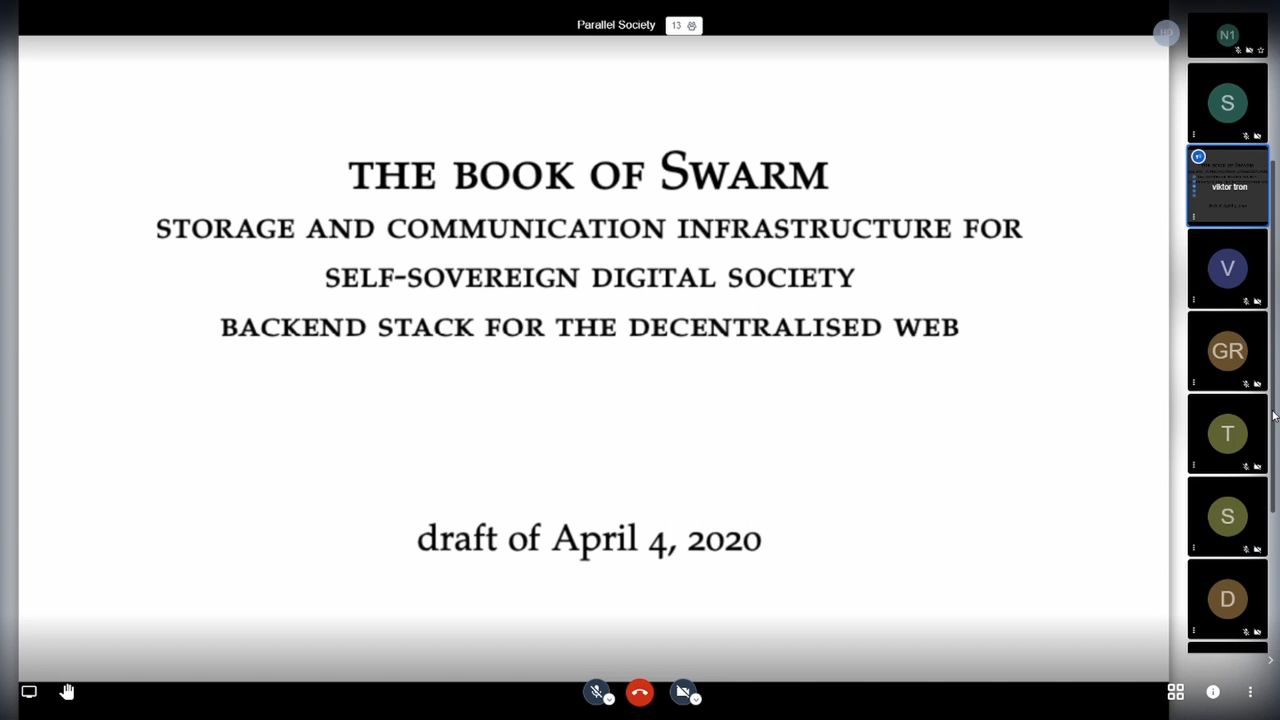 Parallel Society 13
N1
THE BOOK OF SWARM
STORAGE AND COMMUNICATION INFRASTRUCTURE FOR
SELF-SOVEREIGN DIGITAL SOCIETY
BACKEND STACK FOR THE DECENTRALISED WEB
draft of April 4, 2020
S
viktor tron
V
GR
T
S
D